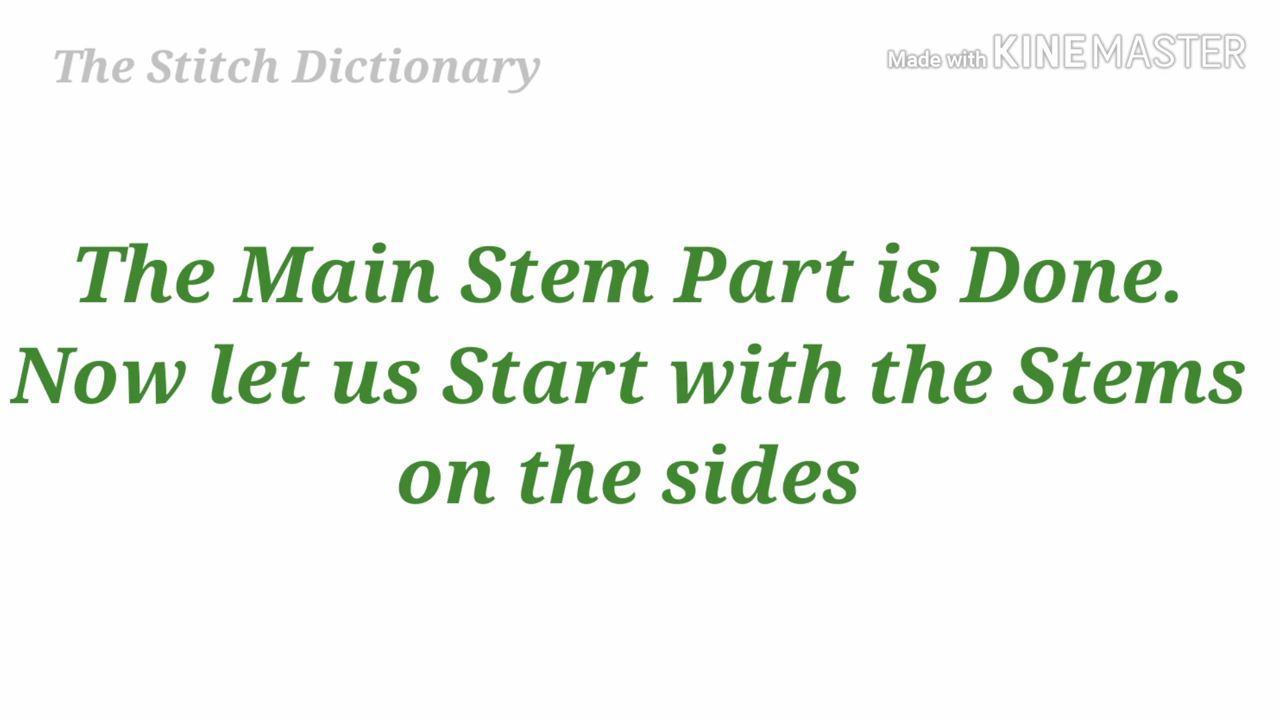 The Stitch Dictionary
Made with KINEMASTER
The Main Stem Part is Done.
Now let us Start with the Stems
on the sides